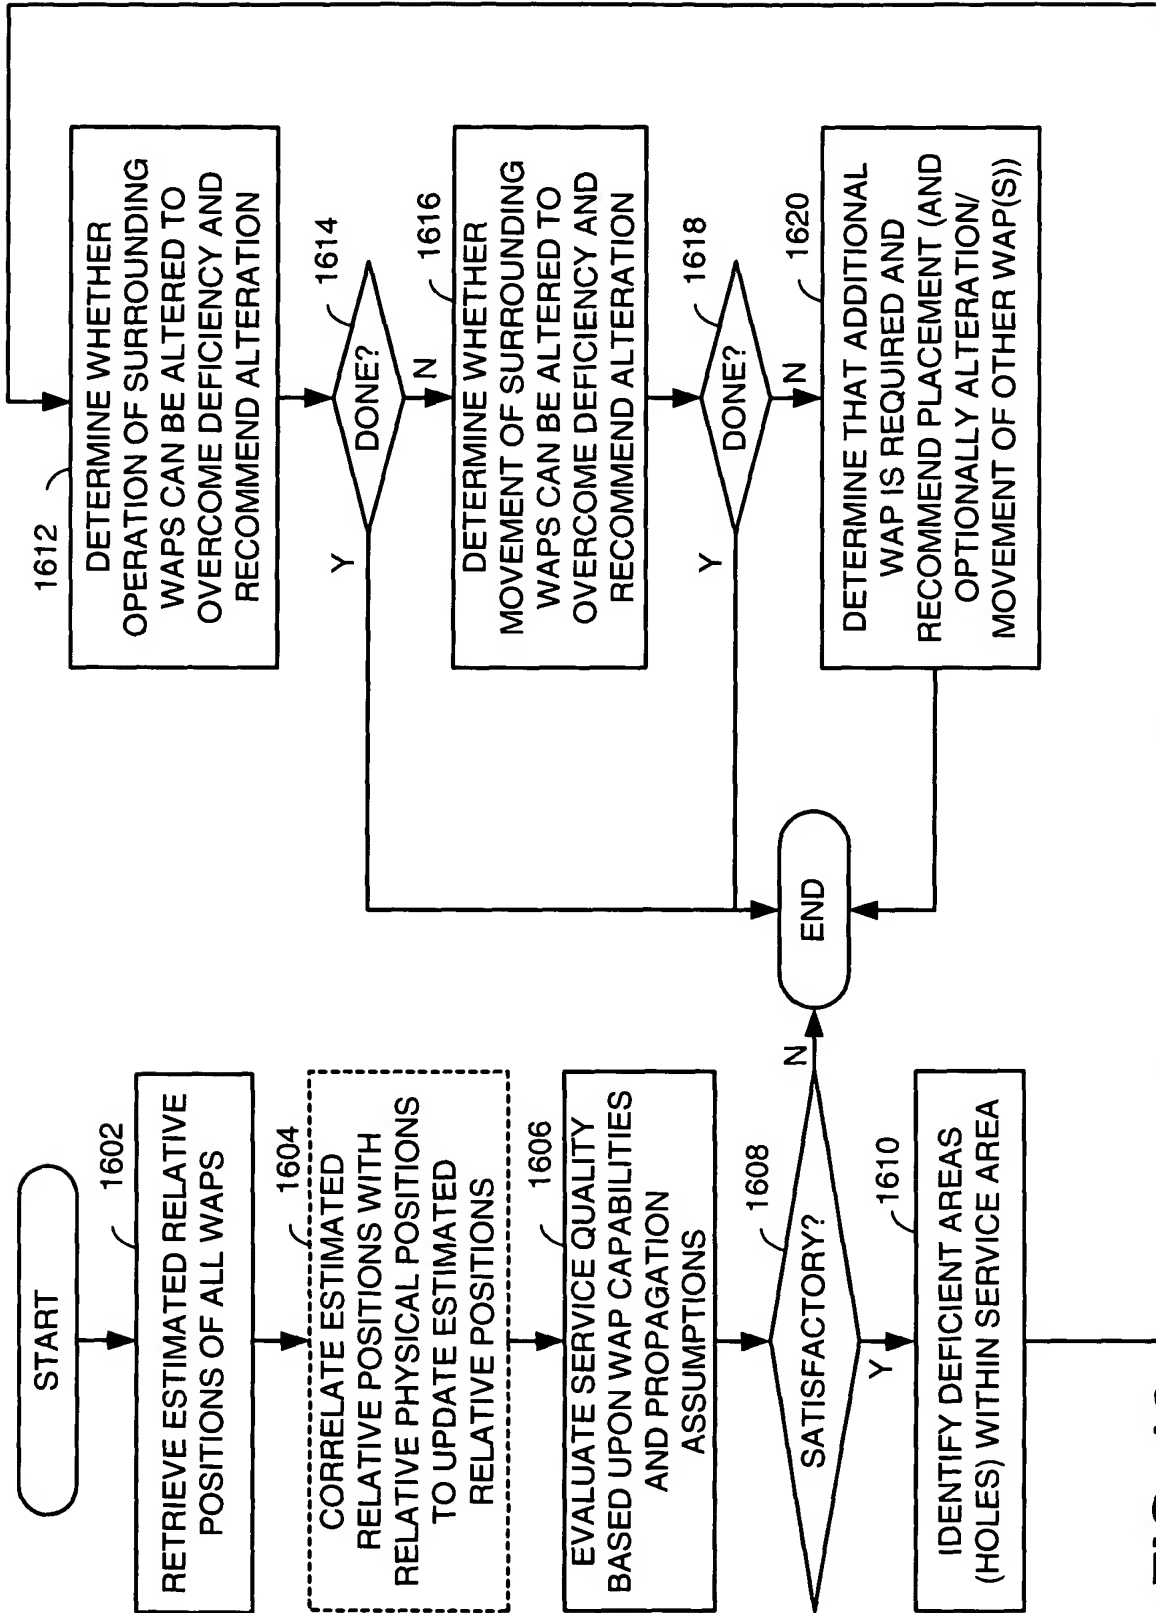 START
1602
RETRIEVE ESTIMATED RELATIVE
POSITIONS OF ALL WAPS
1604
CORRELATE ESTIMATED
RELATIVE POSITIONS WITH
RELATIVE PHYSICAL POSITIONS
TO UPDATE ESTIMATED
RELATIVE POSITIONS
1606
EVALUATE SERVICE QUALITY
BASED UPON WAP CAPABILITIES
AND PROPAGATION
ASSUMPTIONS
1608
SATISFACTORY?
N
Y
1610
IDENTIFY DEFICIENT AREAS
(HOLES) WITHIN SERVICE AREA
1612
DETERMINE WHETHER
OPERATION OF SURROUNDING
WAPS CAN BE ALTERED TO
OVERCOME DEFICIENCY AND
RECOMMEND ALTERATION
1614
DONE?
Y
N
1616
DETERMINE WHETHER
MOVEMENT OF SURROUNDING
WAPS CAN BE ALTERED TO
OVERCOME DEFICIENCY AND
RECOMMEND ALTERATION
1618
DONE?
Y
N
1620
DETERMINE THAT ADDITIONAL
WAP IS REQUIRED AND
RECOMMEND PLACEMENT (AND
OPTIONALLY ALTERATION/
MOVEMENT OF OTHER WAP(S))
END